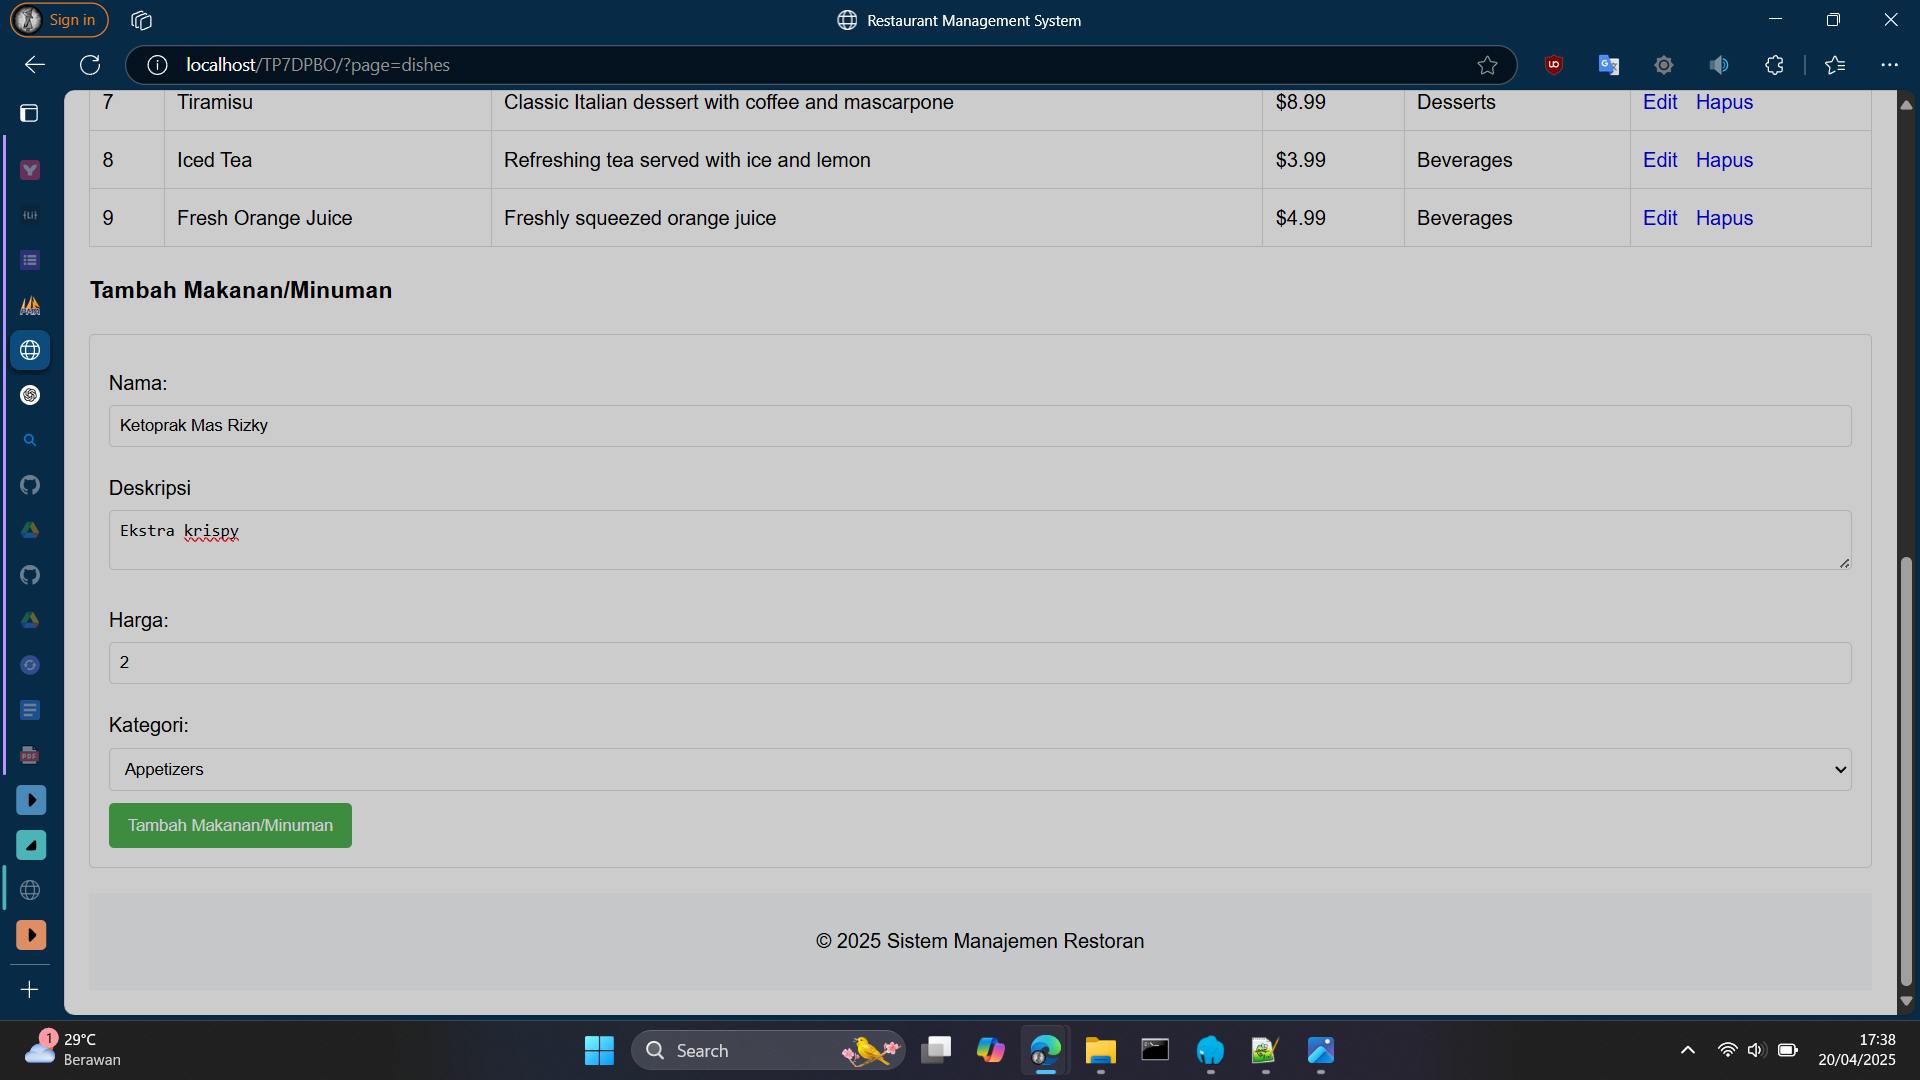 Sign in
Restaurant Management System
localhost/TP7DPBO/?page=dishes
7 Tiramisu Classic Italian dessert with coffee and mascarpone $8.99 Desserts Edit Hapus
8 Iced Tea Refreshing tea served with ice and lemon $3.99 Beverages Edit Hapus
9 Fresh Orange Juice Freshly squeezed orange juice $4.99 Beverages Edit Hapus
Tambah Makanan/Minuman
Nama:
Ketoprak Mas Rizky
Deskripsi
Ekstra krispy
Harga:
2
Kategori:
Appetizers
Tambah Makanan/Minuman
© 2025 Sistem Manajemen Restoran
1
29°C
Berawan
Search
17:38
20/04/2025